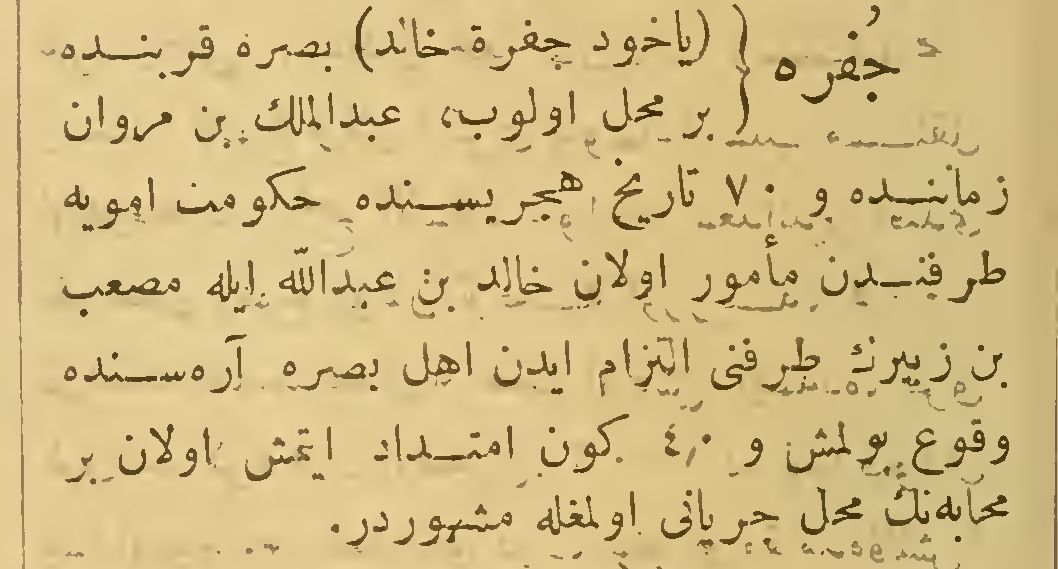 جُفره { (یاخود جفرة خالد) بصره قربنده
بر محل اولوب، عبدالملك بن مروان
زماننده و ٧٠ تاریخ هجریسنده حکومت امویه
طرفندن مأمور اولان خالد بن عبدالله ایله مصعب
بن زبیرك طرفنی التزام ایدن اهل بصره آره‌سنده
وقوع بولمش و ٤٠ کون امتداد ایتمش اولان بر
محاربه‌نك محل جریانی اولمغله مشهوردر.